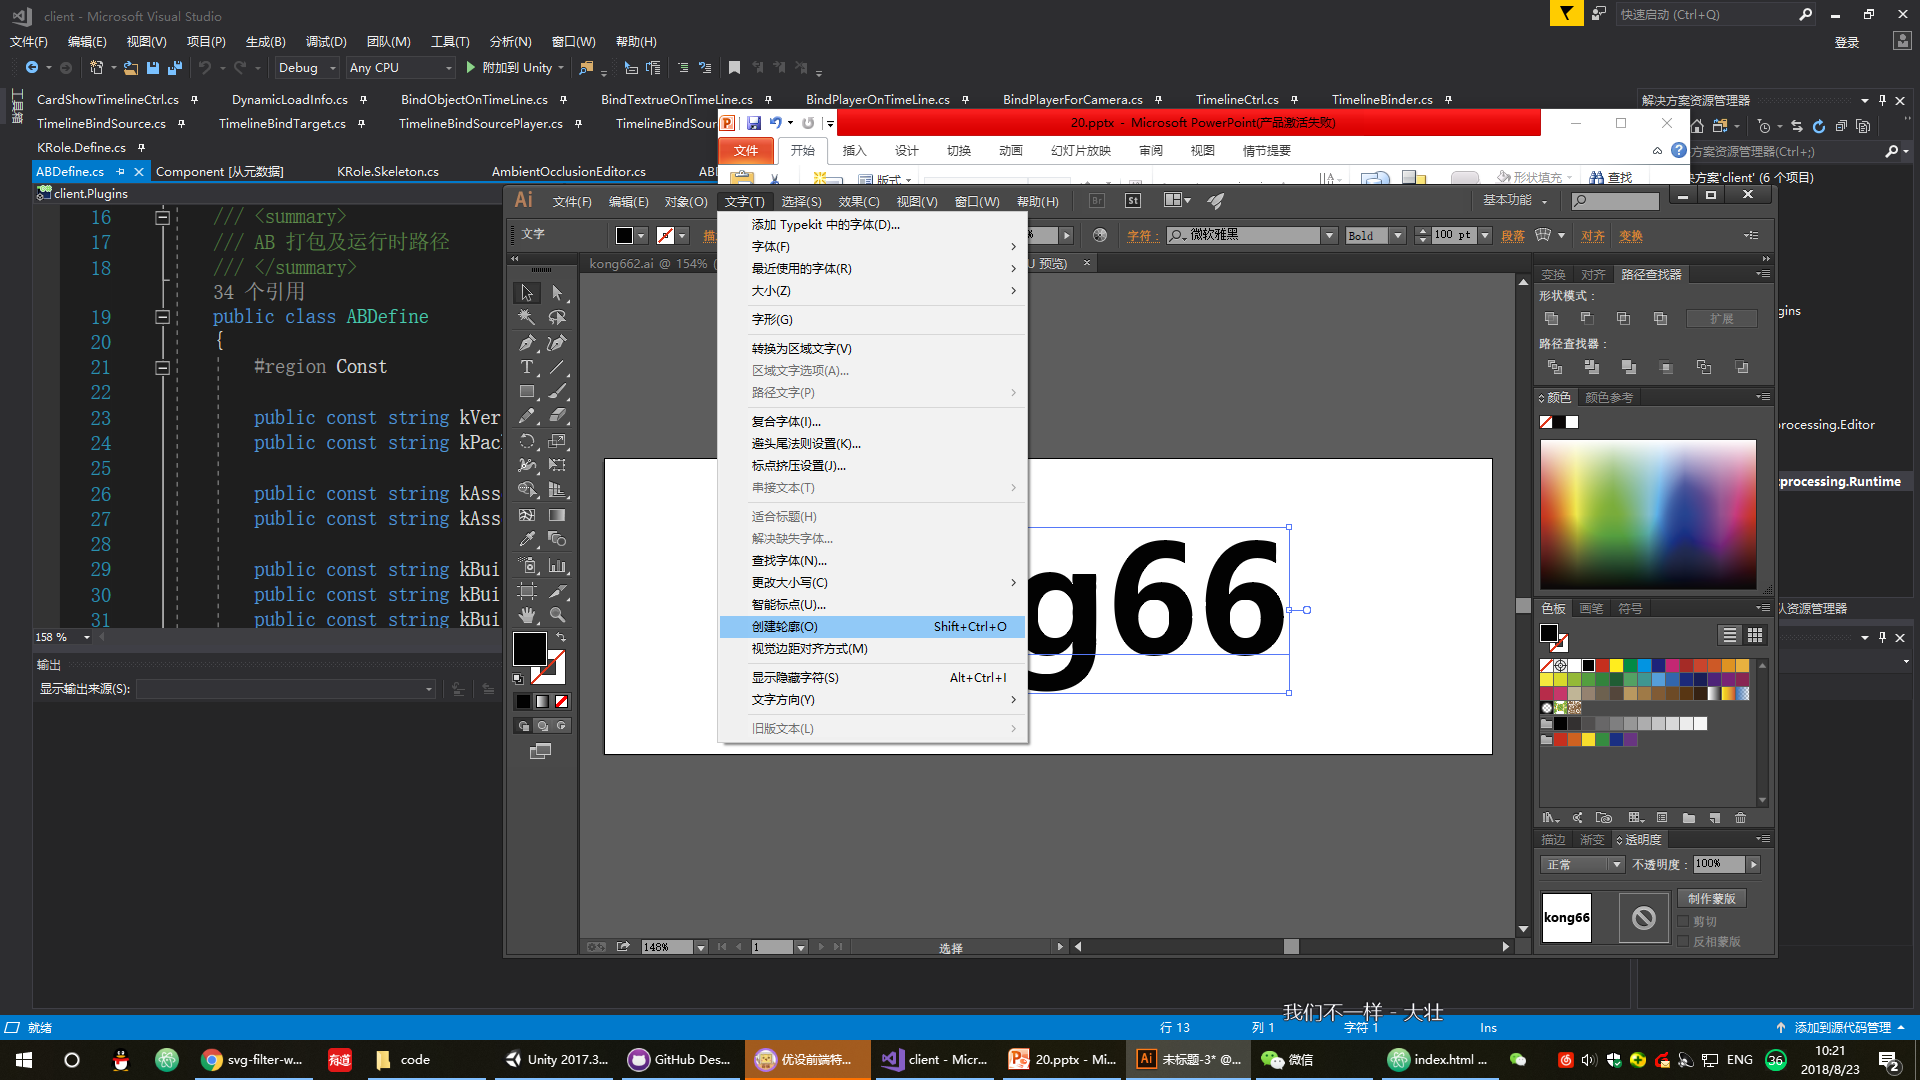 client - Microsoft Visual Studio
快速启动 (Ctrl+Q)
文件(F) 编辑(E) 视图(V) 项目(P) 生成(B) 调试(D) 团队(M) 工具(T) 分析(N) 窗口(W) 帮助(H)
登录
Debug Any CPU 附加到 Unity
工具箱
CardShowTimelineCtrl.cs DynamicLoadInfo.cs BindObjectOnTimeLine.cs BindTextrueOnTimeLine.cs BindPlayerOnTimeLine.cs BindPlayerForCamera.cs TimelineCtrl.cs TimelineBinder.cs
解决方案资源管理器
TimelineBindSource.cs TimelineBindTarget.cs TimelineBindSourcePlayer.cs TimelineBindSour
20.pptx - Microsoft PowerPoint(产品激活失败)
KRole.Define.cs
文件 开始 插入 设计 切换 动画 幻灯片放映 审阅 视图 情节提要
方案资源管理器(Ctrl+;)
ABDefine.cs Component [从元数据] KRole.Skeleton.cs AmbientOcclusionEditor.cs ABI
版式 形状填充 查找
决方案'client' (6 个项目)
client.Plugins
Ai 文件(F) 编辑(E) 对象(O) 文字(T) 选择(S) 效果(C) 视图(V) 窗口(W) 帮助(H) Br St 基本功能
文字 描 % 字符: 微软雅黑 Bold 100 pt 段落 对齐 变换
kong662.ai @ 154% (
U 预览) ×
16 /// <summary>
17 /// AB 打包及运行时路径
18 /// </summary>
34 个引用
19 public class ABDefine
20 {
21 #region Const
22
23 public const string kVer
24 public const string kPac
25
26 public const string kAss
27 public const string kAss
28
29 public const string kBui
30 public const string kBui
31 public const string kBui
158 %
输出
显示输出来源(S):
添加 Typekit 中的字体(D)...
字体(F)
最近使用的字体(R)
大小(Z)
字形(G)
转换为区域文字(V)
区域文字选项(A)...
路径文字(P)
复合字体(I)...
避头尾法则设置(K)...
标点挤压设置(J)...
串接文本(T)
适合标题(H)
解决缺失字体...
查找字体(N)...
更改大小写(C)
智能标点(U)...
创建轮廓(O) Shift+Ctrl+O
视觉边距对齐方式(M)
显示隐藏字符(S) Alt+Ctrl+I
文字方向(Y)
旧版文本(L)
g66
变换 对齐 路径查找器
形状模式:
扩展
路径查找器:
颜色 颜色参考
色板 画笔 符号
描边 渐变 透明度
正常 不透明度: 100%
kong66
制作蒙版
剪切
反相蒙版
gins
rocessing.Editor
processing.Runtime
队资源管理器
148% 1 选择
我们不一样 - 大壮
就绪 行 13 列 1 字符 1 Ins 添加到源代码管理
svg-filter-w... 有道 code Unity 2017.3... GitHub Des... 优设前端特... client - Micr... 20.pptx - Mi... 未标题-3* @... 微信 index.html ... ENG 36
10:21
2018/8/23
2